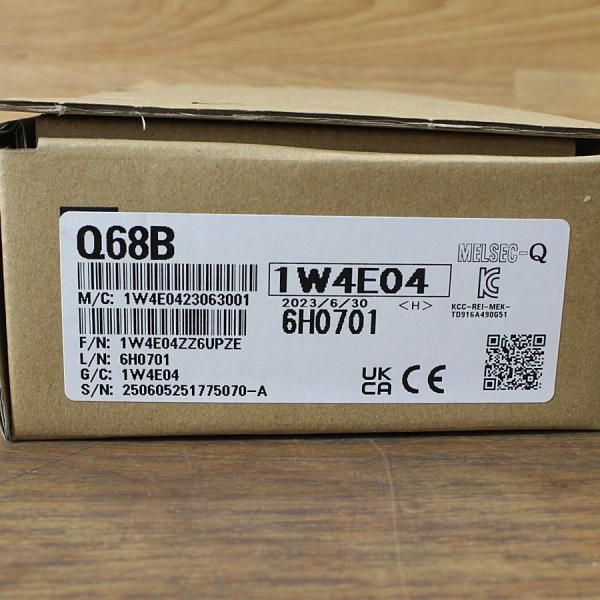 Q68B
M/C: 1W4E0423063001
F/N: 1W4E04ZZ6UPZE
L/N: 6H0701
G/C: 1W4E04
S/N: 250605251775070-A
1W4E04
2023/6/30 <H>
6H0701
UK
CA CE
MELSEC-Q
KC
KCC-REI-MEK-
TD916A490G51